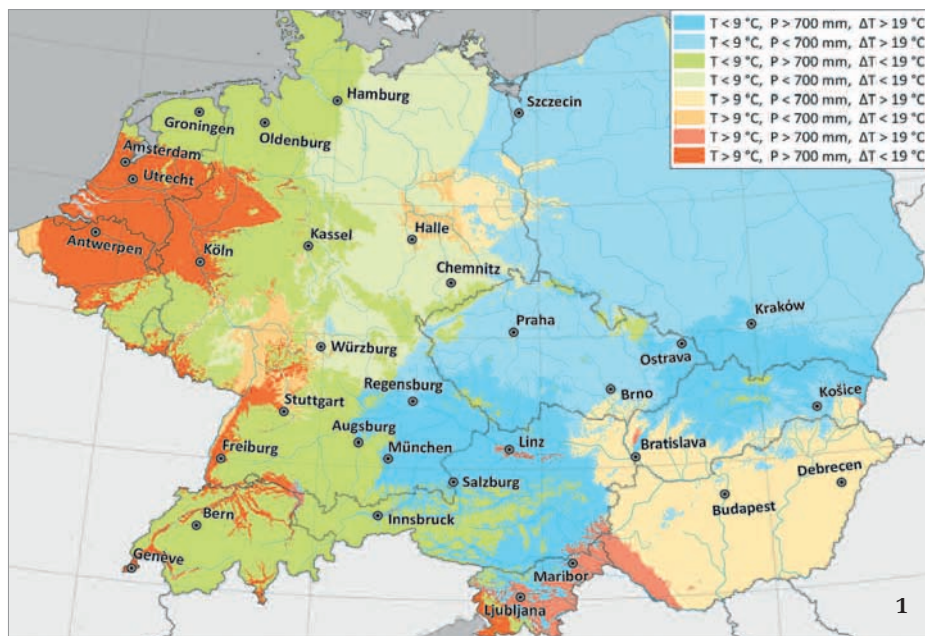 T < 9 °C, P > 700 mm, ΔT > 19 °C
T < 9 °C, P < 700 mm, ΔT > 19 °C
T < 9 °C, P > 700 mm, ΔT < 19 °C
T < 9 °C, P < 700 mm, ΔT < 19 °C
T > 9 °C, P < 700 mm, ΔT > 19 °C
T > 9 °C, P < 700 mm, ΔT < 19 °C
T > 9 °C, P > 700 mm, ΔT > 19 °C
T > 9 °C, P > 700 mm, ΔT < 19 °C
Hamburg
Szczecin
Groningen
Oldenburg
Amsterdam
Utrecht
Antwerpen
Köln
Kassel
Halle
Chemnitz
Praha
Kraków
Ostrava
Würzburg
Regensburg
Brno
Košice
Stuttgart
Augsburg
Linz
Bratislava
Freiburg
München
Debrecen
Salzburg
Budapest
Bern
Innsbruck
Genève
Maribor
Ljubljana
1